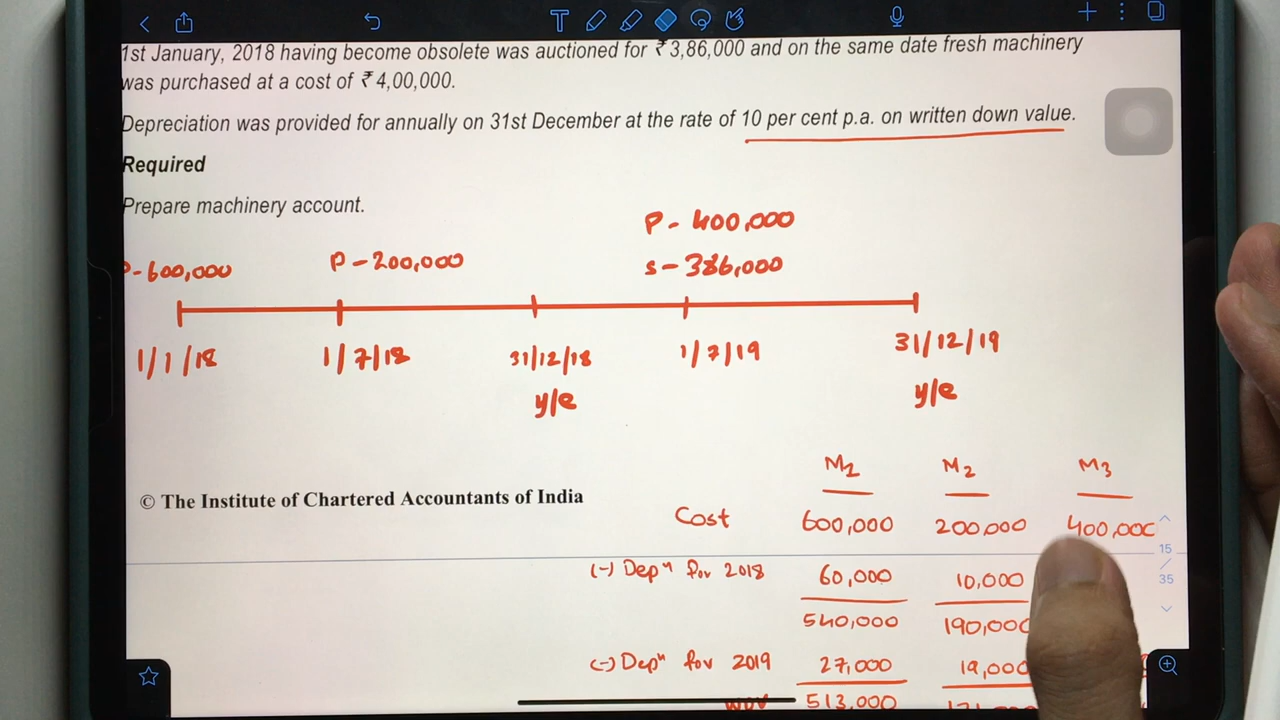 1st January, 2018 having become obsolete was auctioned for ₹3,86,000 and on the same date fresh machinery
was purchased at a cost of ₹4,00,000.
Depreciation was provided for annually on 31st December at the rate of 10 per cent p.a. on written down value.
Required
Prepare machinery account.
P - 400,000
P-600,000 P-200,000 S-386,000
1/1/18 1/7/18 31/12/18 1/7/19 31/12/19
y/e y/e
M1 M2 M3
© The Institute of Chartered Accountants of India
Cost 600,000 200,000 400,000
15
/
35
(-) Depn for 2018 60,000 10,000
540,000 190,000
(-) Depn for 2019 27,000 19,000
WDV 513,000